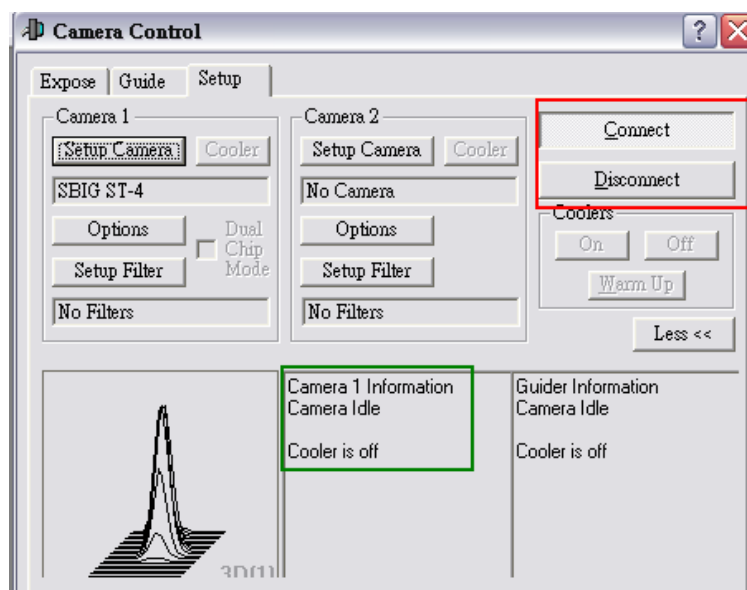 Camera Control
Expose Guide Setup
Camera 1
Setup Camera Cooler
SBIG ST-4
Options
Dual Chip Mode
Setup Filter
No Filters
Camera 2
Setup Camera Cooler
No Camera
Options
Setup Filter
No Filters
Connect
Disconnect
Coolers
On Off
Warm Up
Less <<
3D(1)
Camera 1 Information
Camera Idle
Cooler is off
Guider Information
Camera Idle
Cooler is off